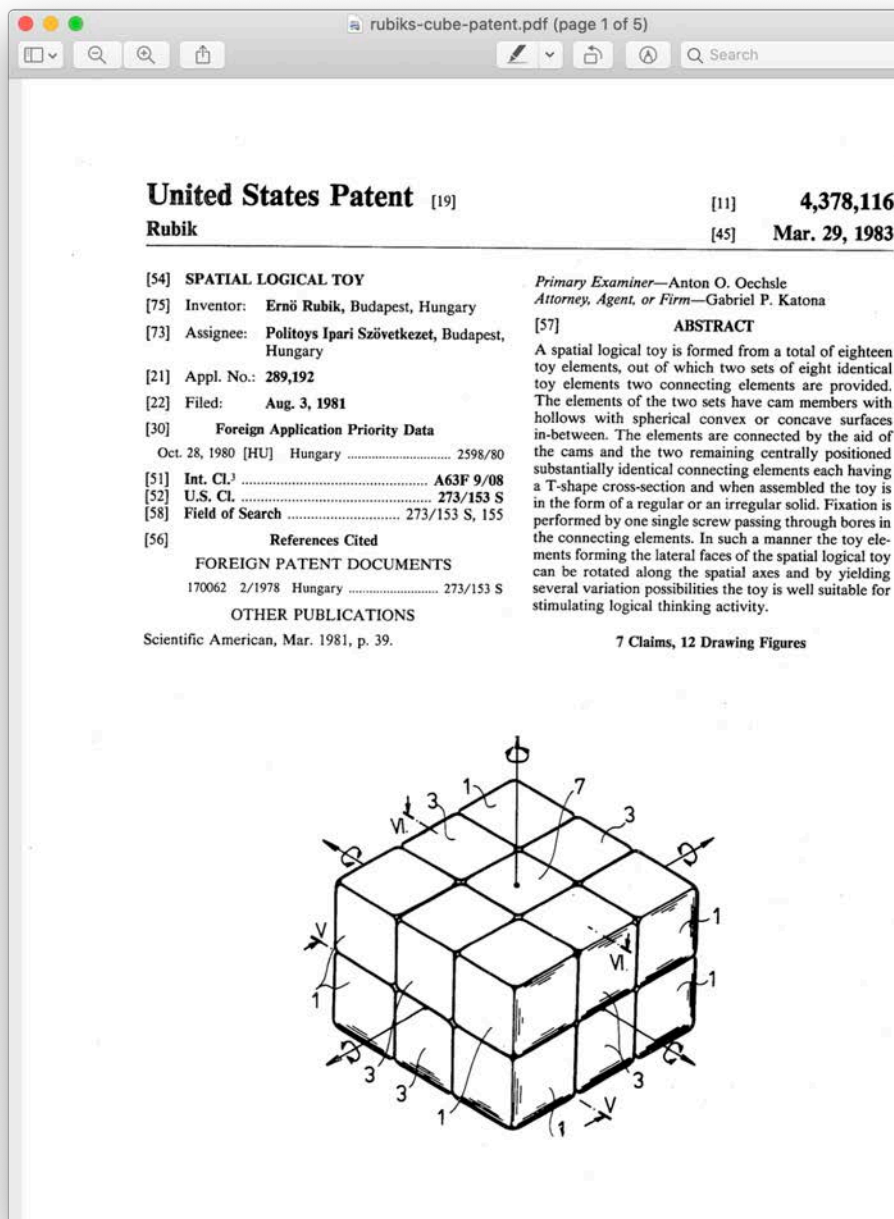 rubiks-cube-patent.pdf (page 1 of 5)
Search
United States Patent [19]
Rubik
[11] 4,378,116
[45] Mar. 29, 1983
[54] SPATIAL LOGICAL TOY
[75] Inventor: Ernö Rubik, Budapest, Hungary
[73] Assignee: Politoys Ipari Szövetkezet, Budapest,
Hungary
[21] Appl. No.: 289,192
[22] Filed: Aug. 3, 1981
[30] Foreign Application Priority Data
Oct. 28, 1980 [HU] Hungary ............................ 2598/80
[51] Int. Cl.³ .......................................... A63F 9/08
[52] U.S. Cl. .......................................... 273/153 S
[58] Field of Search ......................... 273/153 S, 155
[56] References Cited
FOREIGN PATENT DOCUMENTS
170062 2/1978 Hungary ........................ 273/153 S
OTHER PUBLICATIONS
Scientific American, Mar. 1981, p. 39.
Primary Examiner—Anton O. Oechsle
Attorney, Agent, or Firm—Gabriel P. Katona
[57] ABSTRACT
A spatial logical toy is formed from a total of eighteen
toy elements, out of which two sets of eight identical
toy elements two connecting elements are provided.
The elements of the two sets have cam members with
hollows with spherical convex or concave surfaces
in-between. The elements are connected by the aid of
the cams and the two remaining centrally positioned
substantially identical connecting elements each having
a T-shape cross-section and when assembled the toy is
in the form of a regular or an irregular solid. Fixation is
performed by one single screw passing through bores in
the connecting elements. In such a manner the toy ele-
ments forming the lateral faces of the spatial logical toy
can be rotated along the spatial axes and by yielding
several variation possibilities the toy is well suitable for
stimulating logical thinking activity.
7 Claims, 12 Drawing Figures
1 7
VI. 3 3
V 1
VI.
1 1
3 3 3
1 1 V